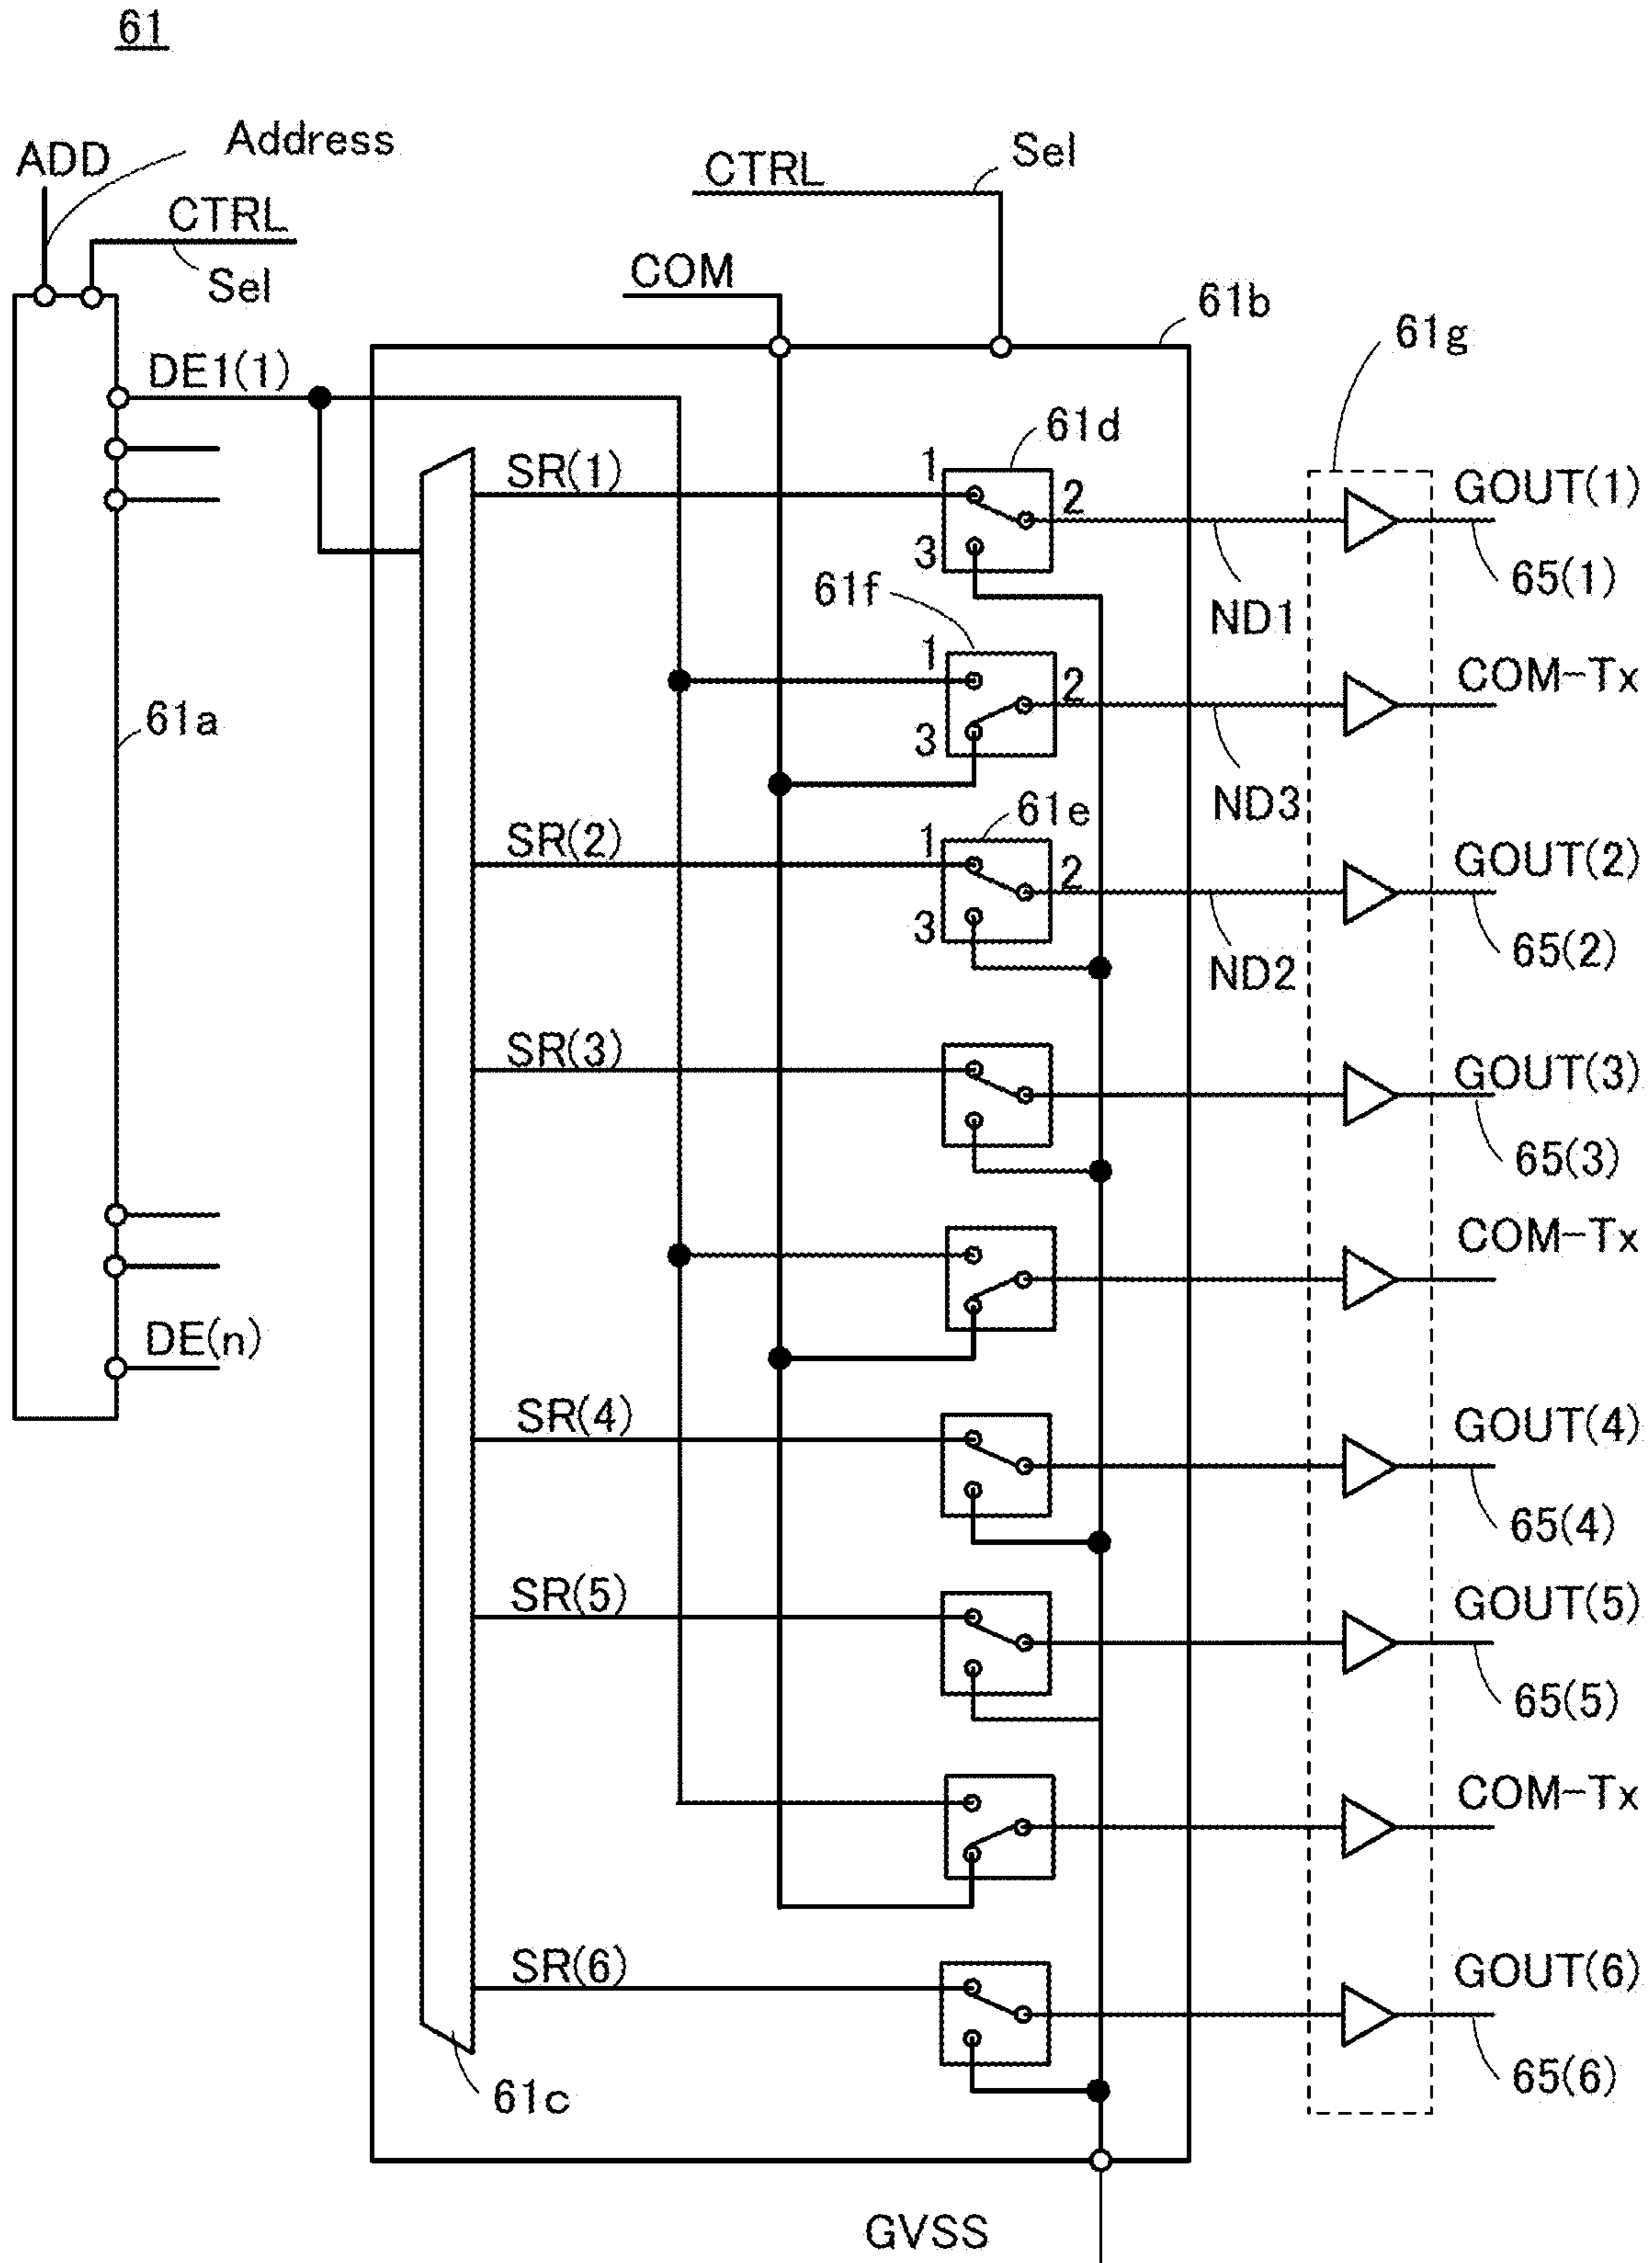 61
ADD
Address
CTRL
Sel
CTRL
Sel
COM
61b
61g
DE1(1)
61d
SR(1)
1
2
3
GOUT(1)
65(1)
ND1
61f
1
2
3
COM-Tx
ND3
61a
61e
SR(2)
1
2
3
GOUT(2)
65(2)
ND2
SR(3)
GOUT(3)
65(3)
COM-Tx
DE(n)
SR(4)
GOUT(4)
65(4)
SR(5)
GOUT(5)
65(5)
COM-Tx
SR(6)
GOUT(6)
65(6)
61c
GVSS